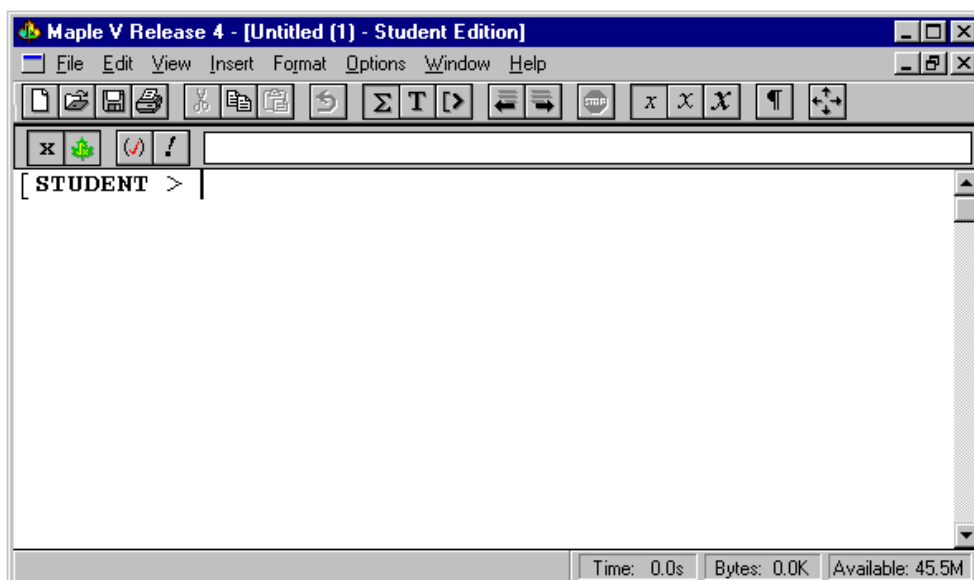 Maple V Release 4 - [Untitled (1) - Student Edition]
File Edit View Insert Format Options Window Help
Σ T [> STOP x x x ¶
x (√) !
[ STUDENT >
Time: 0.0s Bytes: 0.0K Available: 45.5M